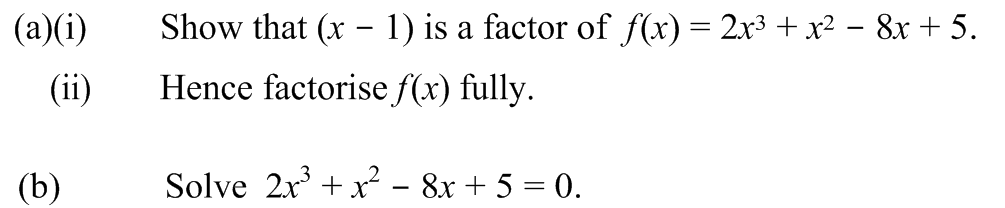 (a)(i) Show that (x − 1) is a factor of f(x) = 2x³ + x² − 8x + 5.
(ii) Hence factorise f(x) fully.
(b) Solve 2x³ + x² − 8x + 5 = 0.